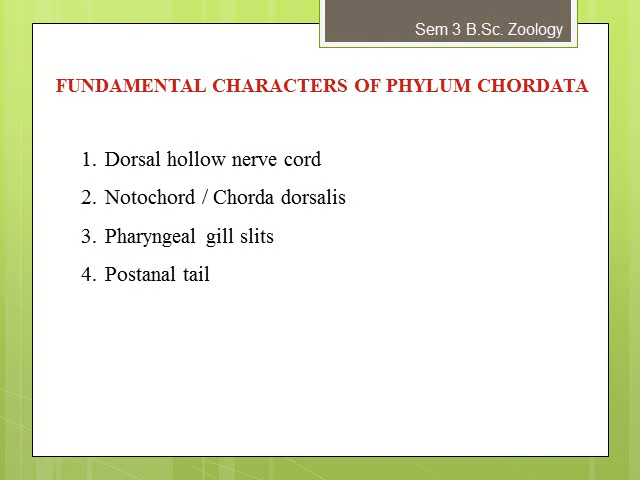 Sem 3 B.Sc. Zoology
FUNDAMENTAL CHARACTERS OF PHYLUM CHORDATA
1. Dorsal hollow nerve cord
2. Notochord / Chorda dorsalis
3. Pharyngeal gill slits
4. Postanal tail